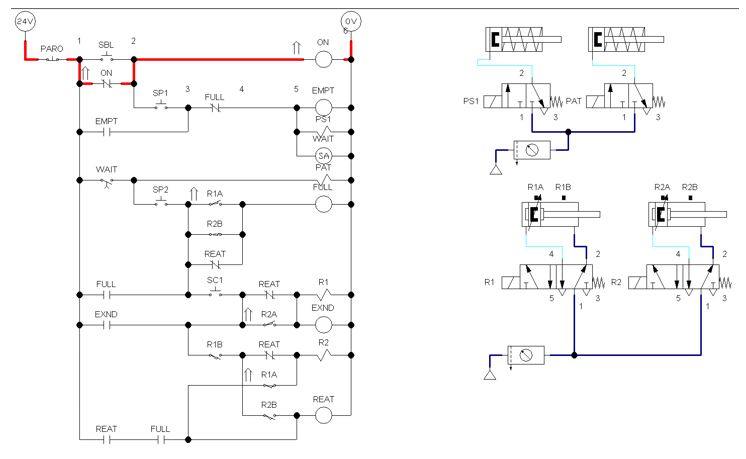 24V 0V
6
PARO 1 SBL 2 ON
ON
SP1 3 FULL 4 5 EMPT
EMPT PS1
WAIT
SA
WAIT PAT
SP2 R1A FULL
R2B
REAT
FULL SC1 REAT R1
EXND R2A EXND
R1B REAT R2
R1A
R2B REAT
REAT FULL
2 2
PS1 PAT
1 3 1 3
R1A R1B R2A R2B
4 2 4 2
R1 R2
5 3 5 3
1 1